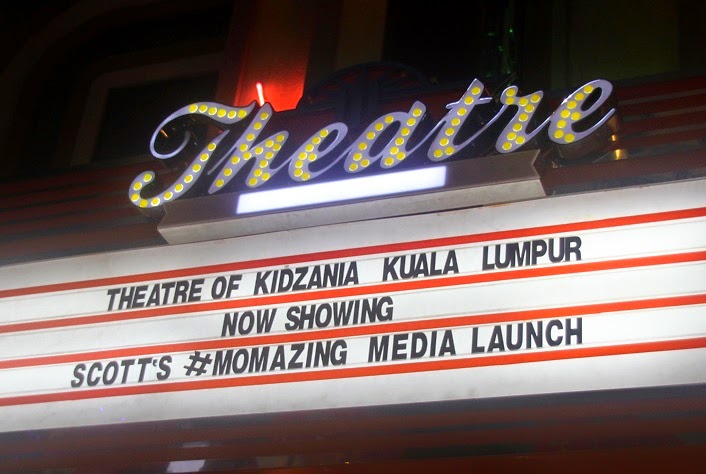 Theatre
THEATRE OF KIDZANIA KUALA LUMPUR
NOW SHOWING
SCOTT'S #MOMAZING MEDIA LAUNCH